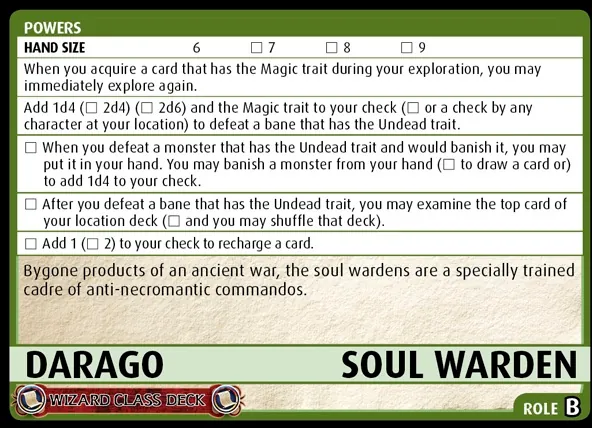 POWERS
HAND SIZE 6 □ 7 □ 8 □ 9
When you acquire a card that has the Magic trait during your exploration, you may
immediately explore again.
Add 1d4 (□ 2d4) (□ 2d6) and the Magic trait to your check (□ or a check by any
character at your location) to defeat a bane that has the Undead trait.
□ When you defeat a monster that has the Undead trait and would banish it, you may
put it in your hand. You may banish a monster from your hand (□ to draw a card or)
to add 1d4 to your check.
□ After you defeat a bane that has the Undead trait, you may examine the top card of
your location deck (□ and you may shuffle that deck).
□ Add 1 (□ 2) to your check to recharge a card.
Bygone products of an ancient war, the soul wardens are a specially trained
cadre of anti-necromantic commandos.
DARAGO SOUL WARDEN
WIZARD CLASS DECK
ROLE B